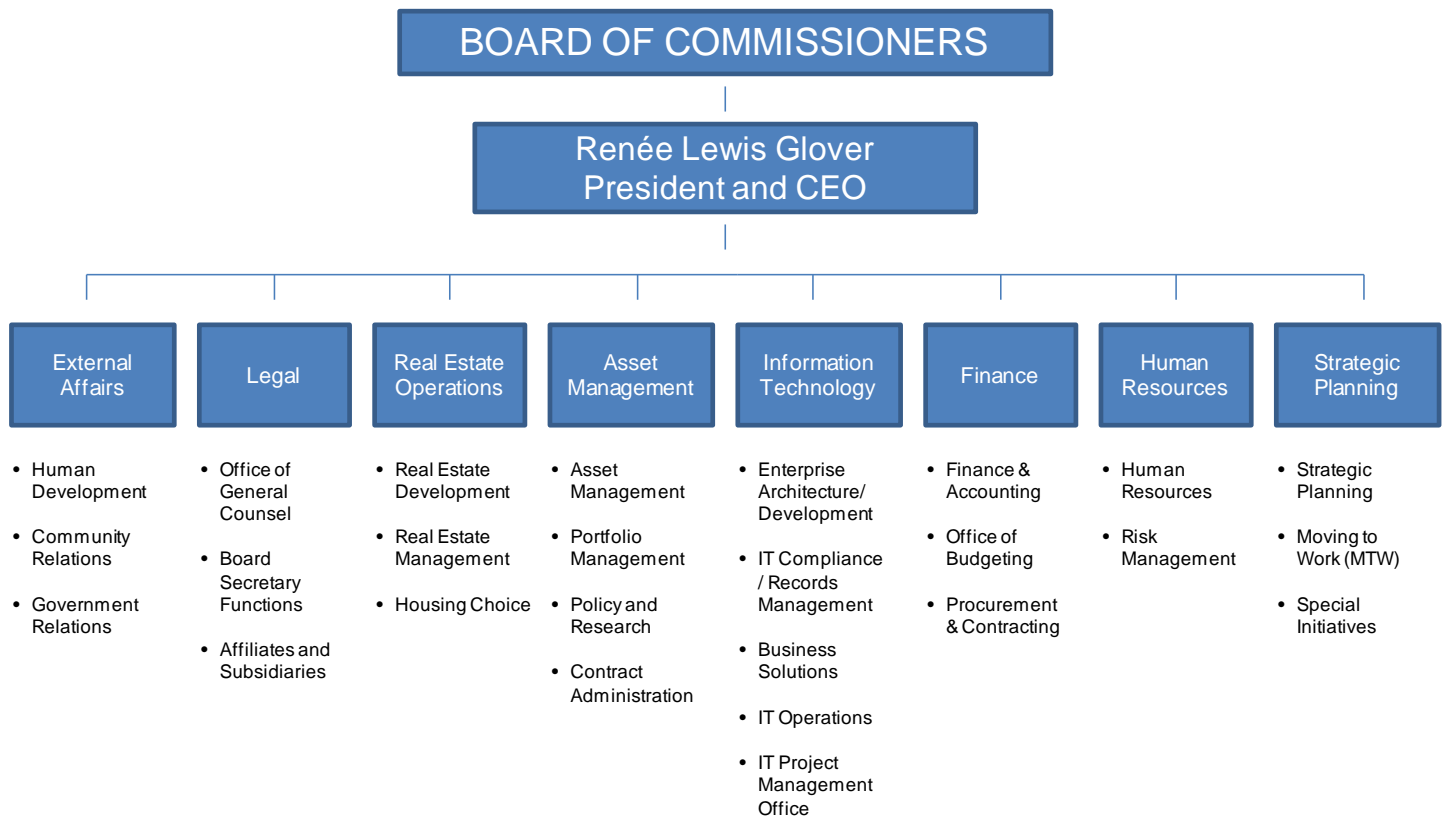 BOARD OF COMMISSIONERS
Renée Lewis Glover
President and CEO
External
Affairs
Legal
Real Estate
Operations
Asset
Management
Information
Technology
Finance
Human
Resources
Strategic
Planning
• Human
Development
• Community
Relations
• Government
Relations
• Office of
General
Counsel
• Board
Secretary
Functions
• Affiliates and
Subsidiaries
• Real Estate
Development
• Real Estate
Management
• Housing Choice
• Asset
Management
• Portfolio
Management
• Policy and
Research
• Contract
Administration
• Enterprise
Architecture/
Development
• IT Compliance
/ Records
Management
• Business
Solutions
• IT Operations
• IT Project
Management
Office
• Finance &
Accounting
• Office of
Budgeting
• Procurement
& Contracting
• Human
Resources
• Risk
Management
• Strategic
Planning
• Moving to
Work (MTW)
• Special
Initiatives